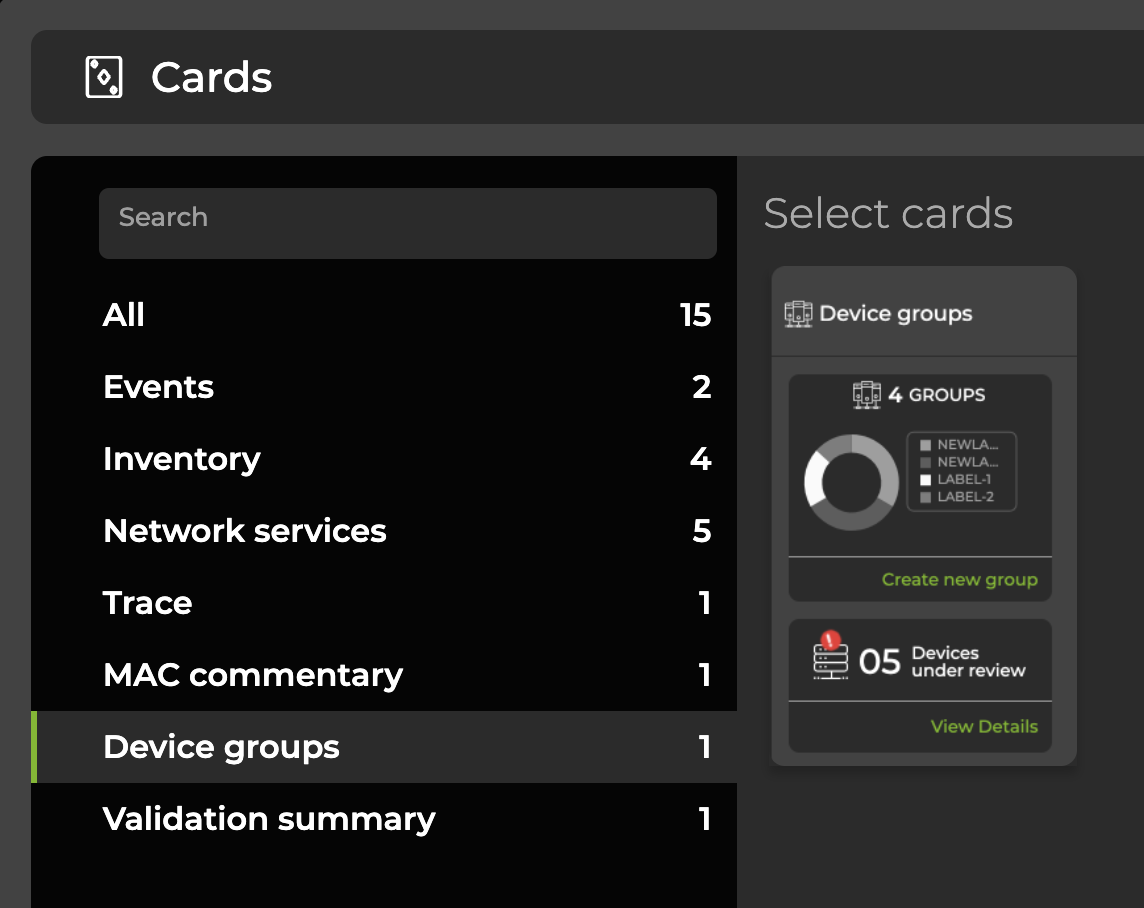 Cards
Search
All 15
Events 2
Inventory 4
Network services 5
Trace 1
MAC commentary 1
Device groups 1
Validation summary 1
Select cards
Device groups
4 GROUPS
NEWLA...
NEWLA...
LABEL-1
LABEL-2
Create new group
05 Devices
under review
View Details